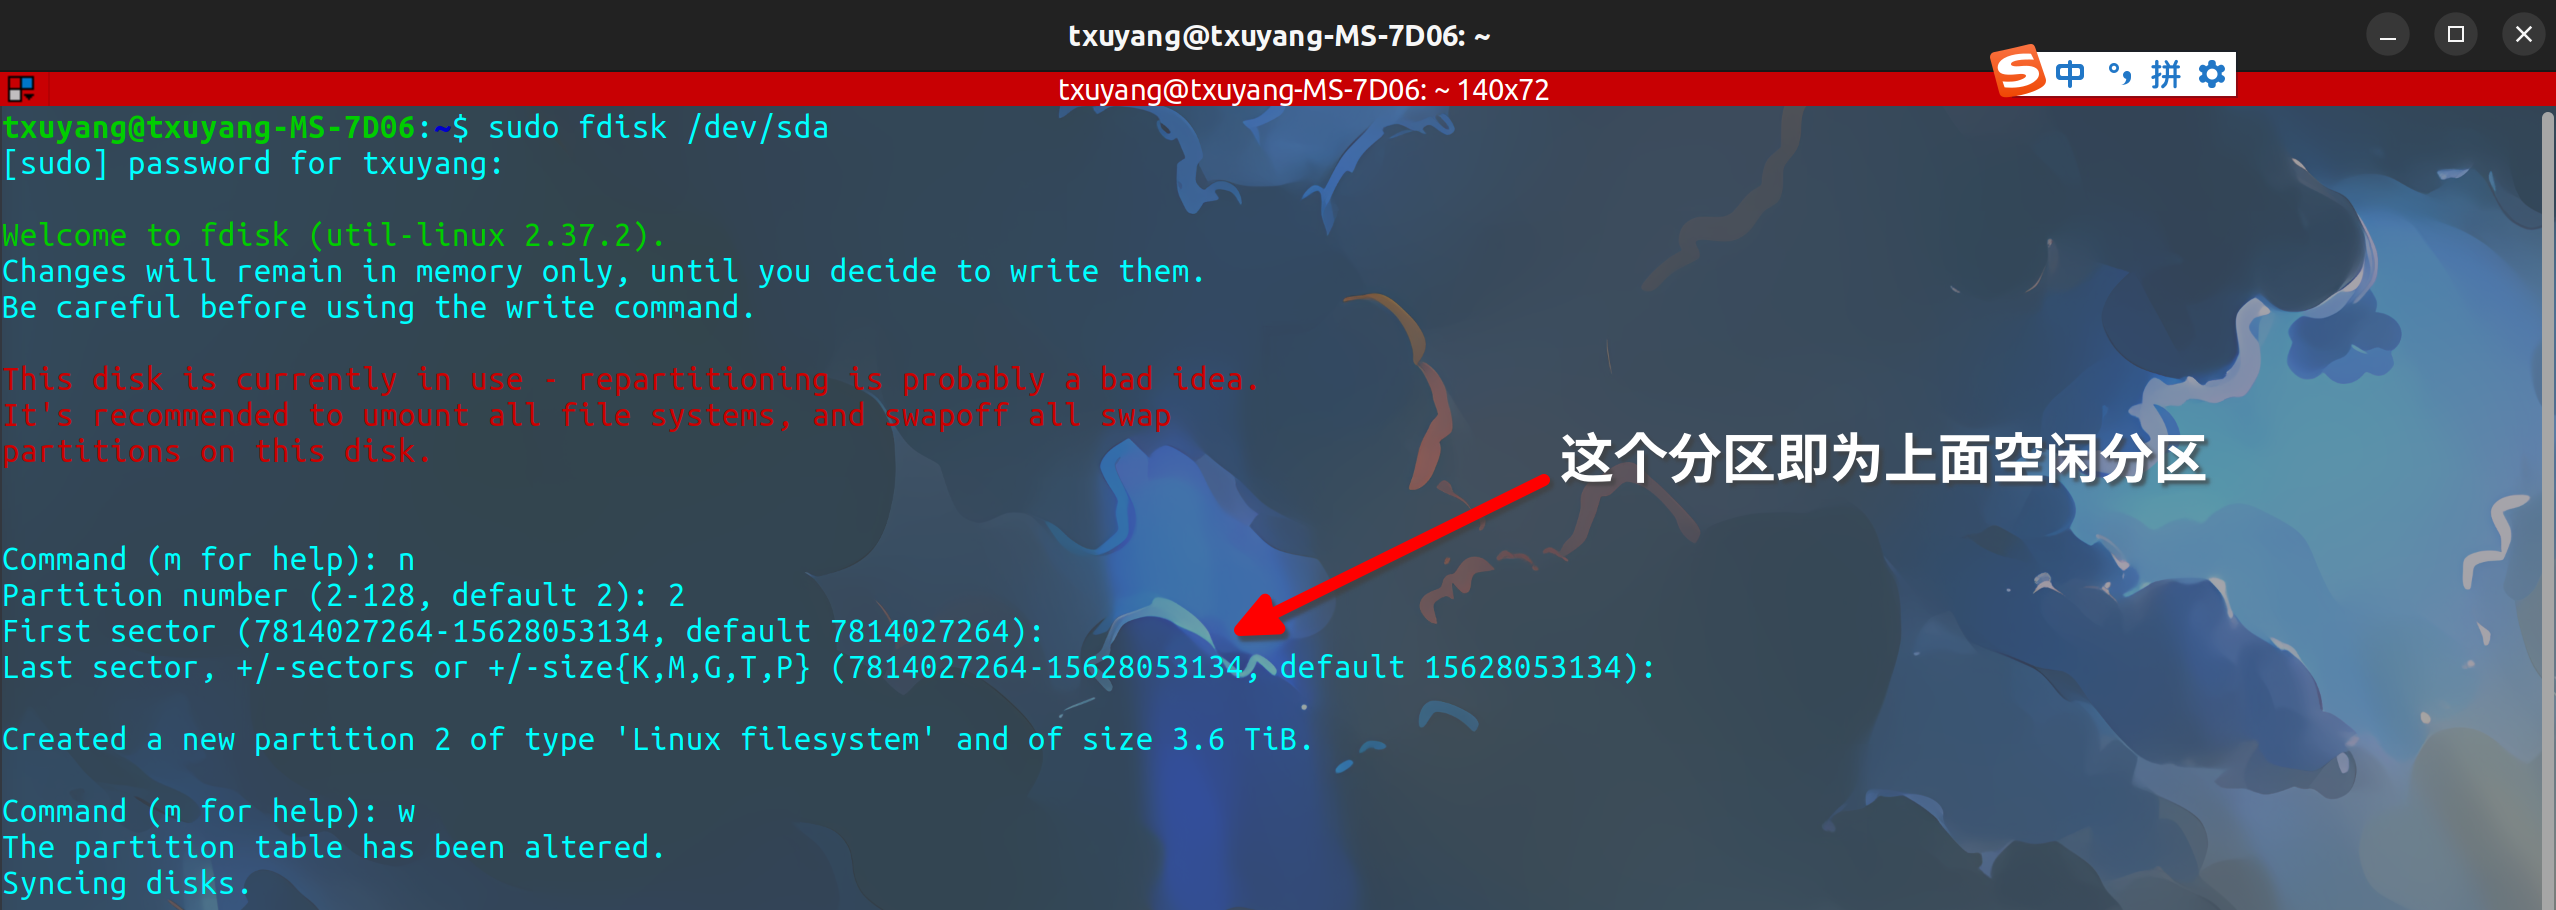 txuyang@txuyang-MS-7D06: ~
txuyang@txuyang-MS-7D06: ~ 140x72
中 °, 拼
txuyang@txuyang-MS-7D06:~$ sudo fdisk /dev/sda
[sudo] password for txuyang:
Welcome to fdisk (util-linux 2.37.2).
Changes will remain in memory only, until you decide to write them.
Be careful before using the write command.
This disk is currently in use - repartitioning is probably a bad idea.
It's recommended to umount all file systems, and swapoff all swap
partitions on this disk.
这个分区即为上面空闲分区
Command (m for help): n
Partition number (2-128, default 2): 2
First sector (7814027264-15628053134, default 7814027264):
Last sector, +/-sectors or +/-size{K,M,G,T,P} (7814027264-15628053134, default 15628053134):
Created a new partition 2 of type 'Linux filesystem' and of size 3.6 TiB.
Command (m for help): w
The partition table has been altered.
Syncing disks.